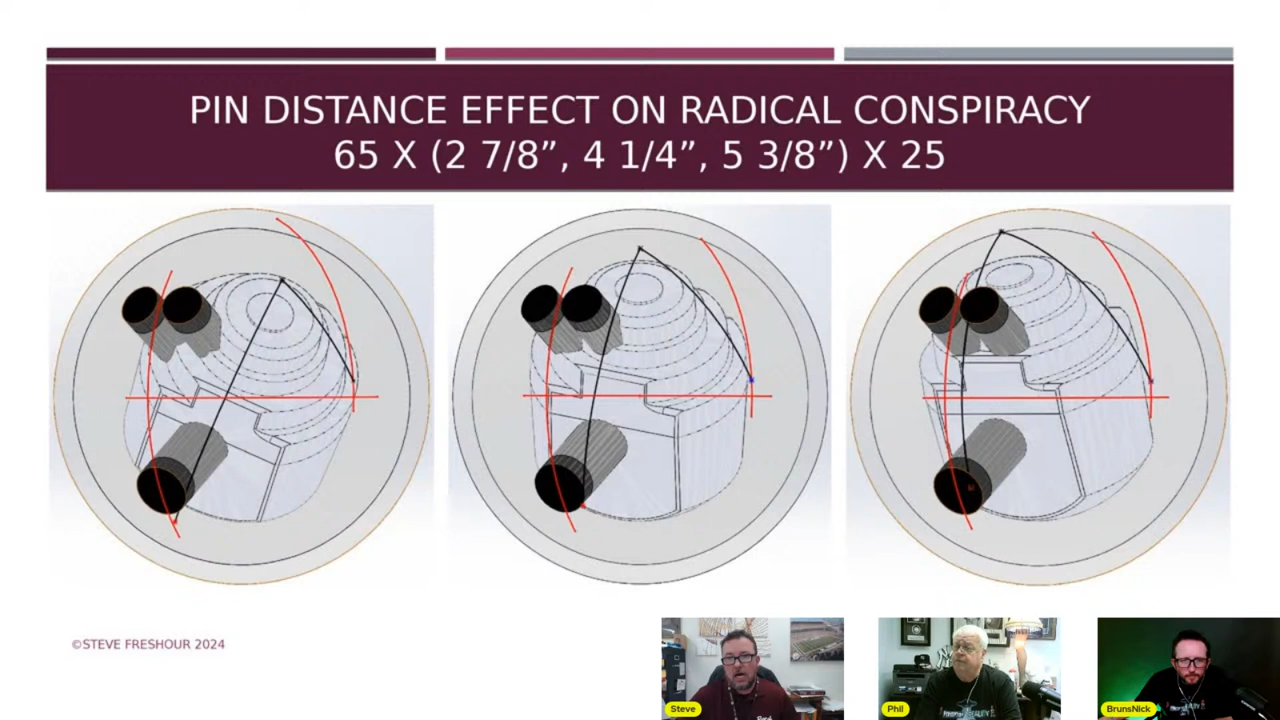 PIN DISTANCE EFFECT ON RADICAL CONSPIRACY
65 X (2 7/8”, 4 1/4”, 5 3/8”) X 25
©STEVE FRESHOUR 2024
Steve
Phil
BrunsNick